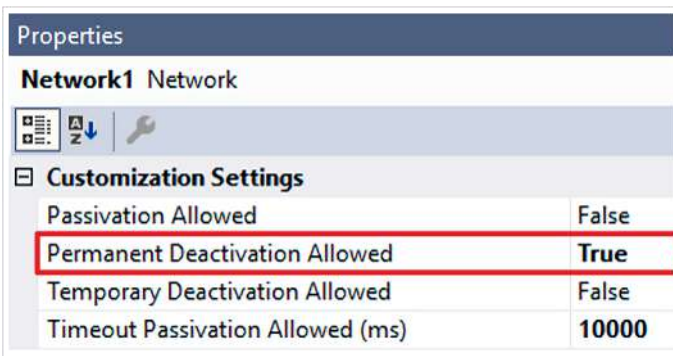 Properties
Network1 Network
Customization Settings
Passivation Allowed False
Permanent Deactivation Allowed True
Temporary Deactivation Allowed False
Timeout Passivation Allowed (ms) 10000